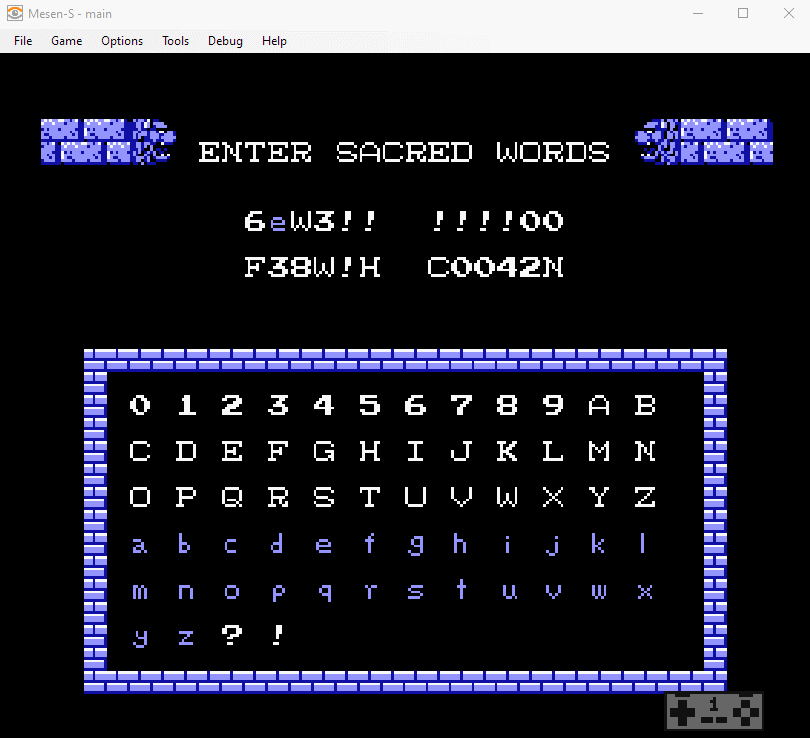 Mesen-S - main
File Game Options Tools Debug Help
ENTER SACRED WORDS
6eW3!! !!!!OO
F38W!H C0042N
0 1 2 3 4 5 6 7 8 9 A B
C D E F G H I J K L M N
O P Q R S T U V W X Y Z
a b c d e f g h i j k l
m n o p q r s t u v w x
y z ? !
1